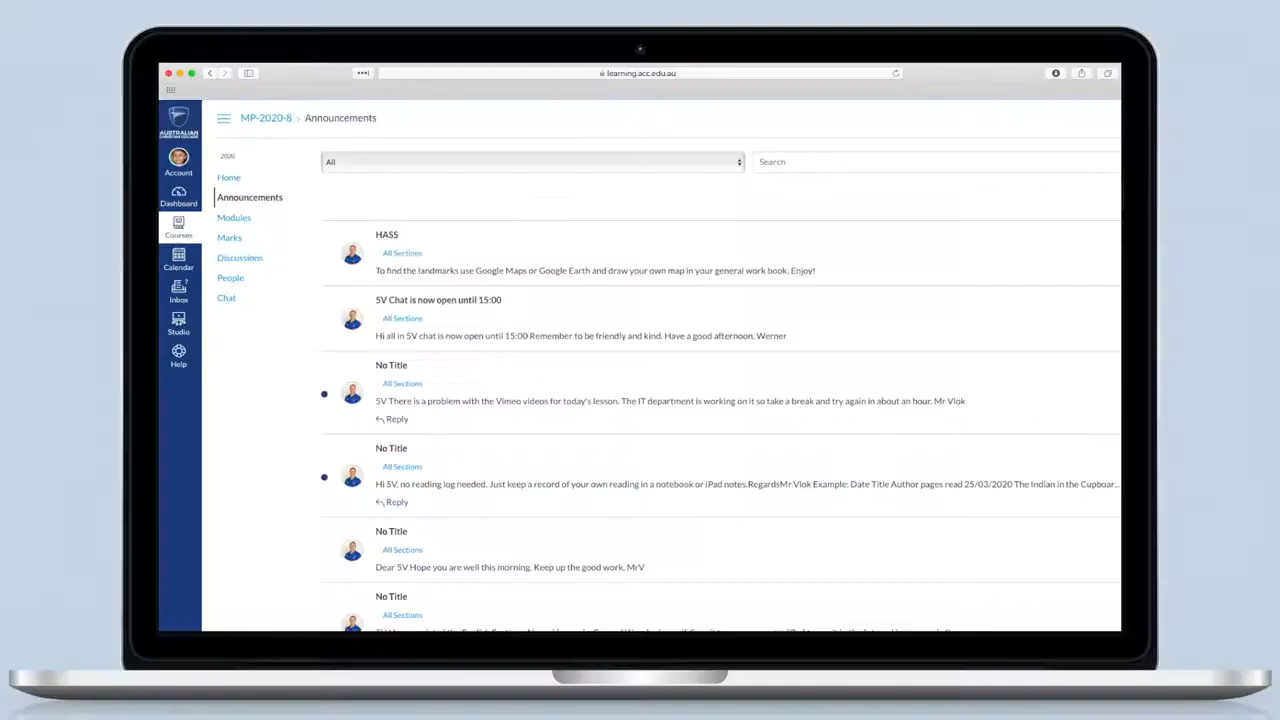 learning.acc.edu.au
AUSTRALIAN
CHRISTIAN COLLEGE
MP-2020-8 › Announcements
Account
Dashboard
Courses
Calendar
7
Inbox
Studio
Help
2020
Home
Announcements
Modules
Marks
Discussions
People
Chat
All
Search
HASS
All Sections
To find the landmarks use Google Maps or Google Earth and draw your own map in your general work book. Enjoy!
5V Chat is now open until 15:00
All Sections
Hi all in 5V chat is now open until 15:00 Remember to be friendly and kind. Have a good afternoon. Werner
No Title
All Sections
5V There is a problem with the Vimeo videos for today's lesson. The IT department is working on it so take a break and try again in about an hour. Mr Vlok
Reply
No Title
All Sections
Hi 5V, no reading log needed. Just keep a record of your own reading in a notebook or iPad notes.RegardsMr Vlok Example: Date Title Author pages read 25/03/2020 The Indian in the Cupboar...
Reply
No Title
All Sections
Dear 5V Hope you are well this morning. Keep up the good work. MrV
No Title
All Sections